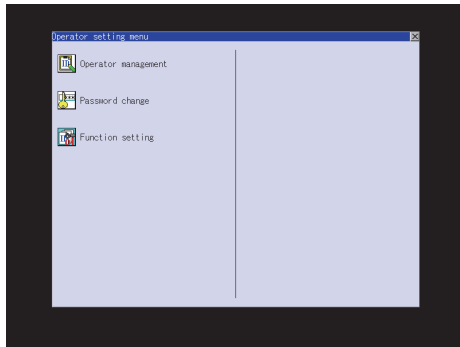 Operator setting menu
Operator management
Password change
Function setting